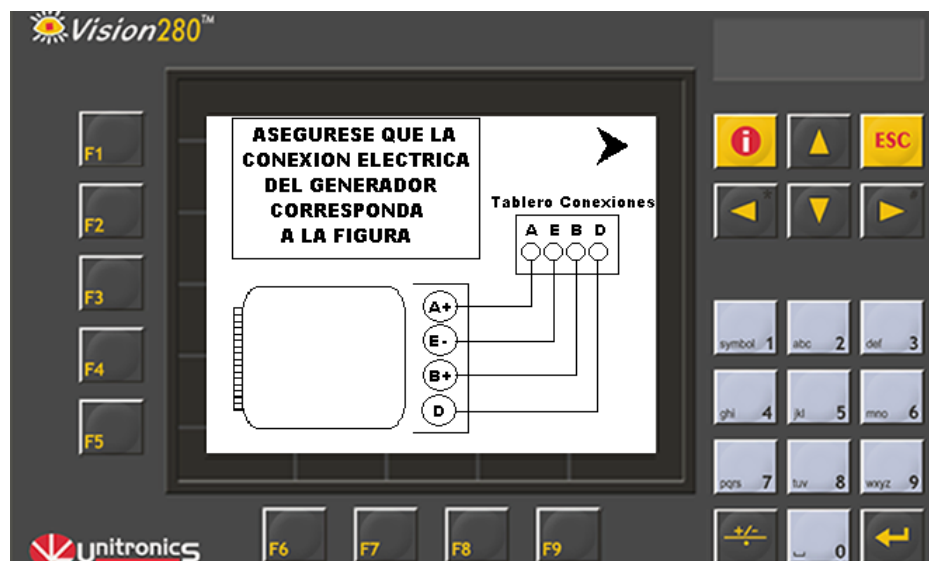 Vision280™
ASEGURESE QUE LA
CONEXION ELECTRICA
DEL GENERADOR
CORRESPONDA
A LA FIGURA
Tablero Conexiones
A E B D
A+
E-
B+
D
F1
F2
F3
F4
F5
F6 F7 F8 F9
i
ESC
*
#
symbol 1
abc 2
def 3
ghi 4
jkl 5
mno 6
pqrs 7
tuv 8
wxyz 9
+/-
0
unitronics